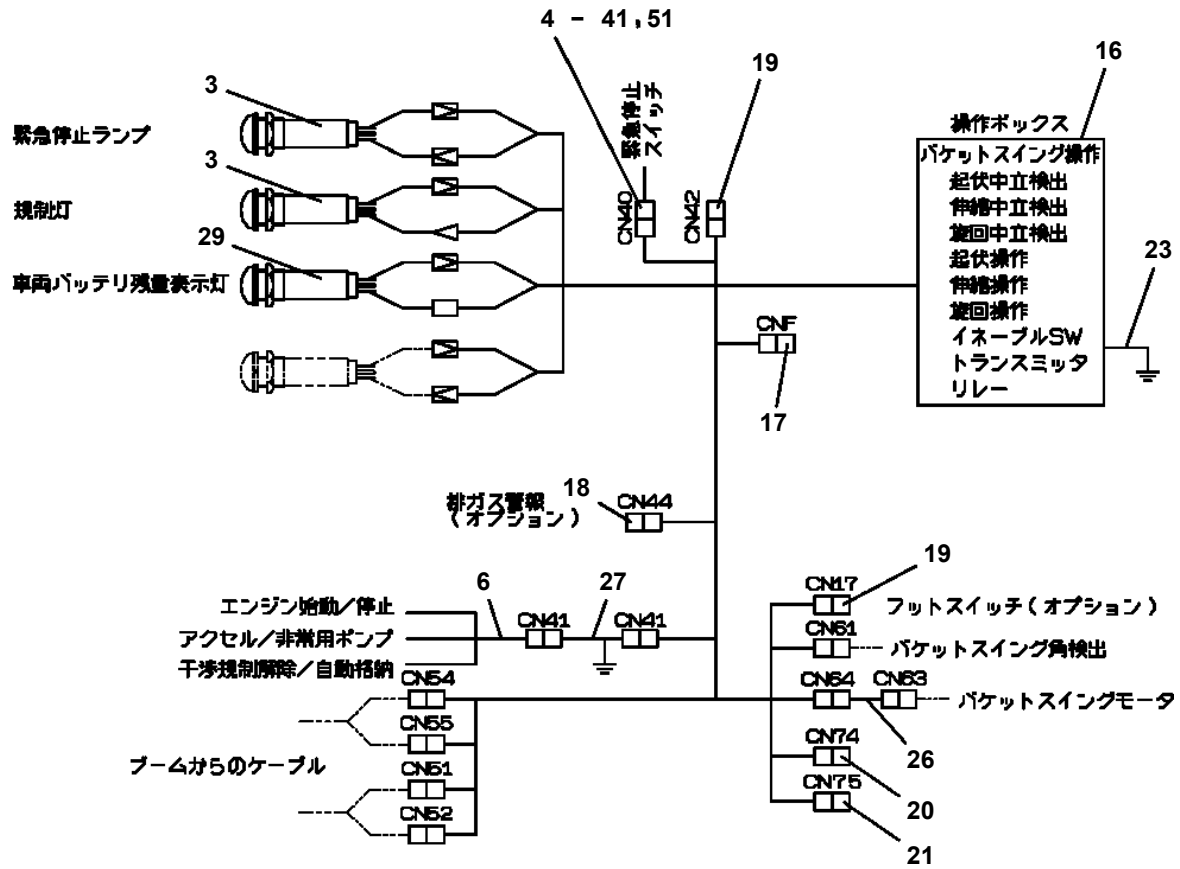 4 - 41,51
19
16
3
緊急停止ランプ
緊急停止
スイッチ
操作ボックス
バケットスイング操作
起伏中立検出
伸縮中立検出
旋回中立検出
起伏操作
伸縮操作
旋回操作
イネーブルSW
トランスミッタ
リレー
3
規制灯
CN40
CN42
29
車両バッテリ残量表示灯
23
CNF
17
排ガス警報
(オプション)
18
CN44
エンジン始動/停止
アクセル/非常用ポンプ
干渉規制解除/自動格納
6
CN41
27
CN41
19
CN17
フットスイッチ(オプション)
CN61
バケットスイング角検出
CN64
CN63
バケットスイングモータ
26
CN54
CN55
ブームからのケーブル
CN51
CN52
CN74
20
CN75
21